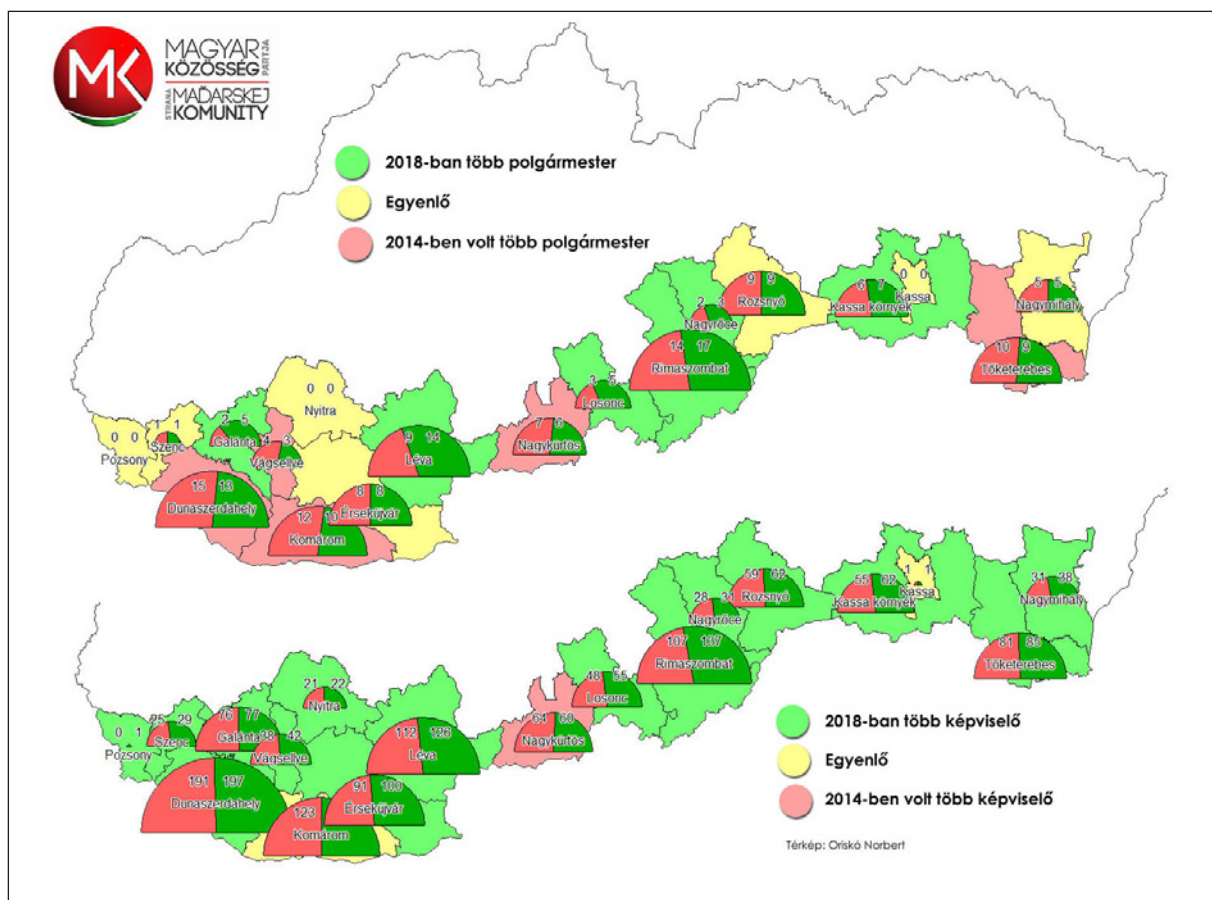 MAGYAR
KÖZÖSSÉG
PARTJA
STRANA
MAĎARSKEJ
KOMUNITY
MK
2018-ban több polgármester
Egyenlő
2014-ben volt több polgármester
0 0
Pozsony
1 1
Szenc
2 5
Galánta
4 3
Vágsellye
0 0
Nyitra
15 13
Dunaszerdahely
12 10
Komárom
8 8
Érsekújvár
9 14
Léva
7 6
Nagykürtös
3 5
Losonc
14 17
Rimaszombat
2 3
Nagyrőce
9 9
Rozsnyó
6 7
Kassa környék
0 0
Kassa
10 9
Tőketerebes
5 5
Nagymihály
0 1
Pozsony
25 29
Szenc
76 77
Galánta
38 42
Vágsellye
21 22
Nyitra
191 197
Dunaszerdahely
123
Komárom
91 100
Érsekújvár
112 126
Léva
64 60
Nagykürtös
48 55
Losonc
107 137
Rimaszombat
28 31
Nagyrőce
59 62
Rozsnyó
55 62
Kassa környék
1 1
Kassa
81 85
Tőketerebes
31 38
Nagymihály
2018-ban több képviselő
Egyenlő
2014-ben volt több képviselő
Térkép: Oriskó Norbert